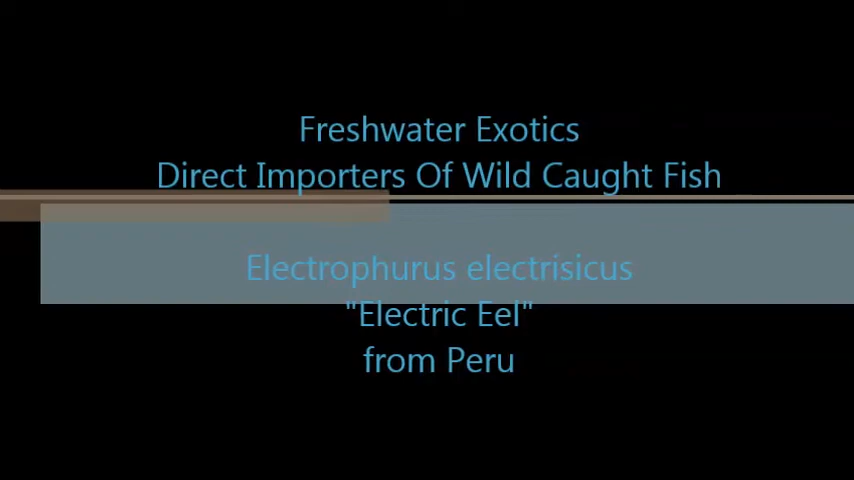 Freshwater Exotics
Direct Importers Of Wild Caught Fish
Electrophurus electrisicus
"Electric Eel"
from Peru